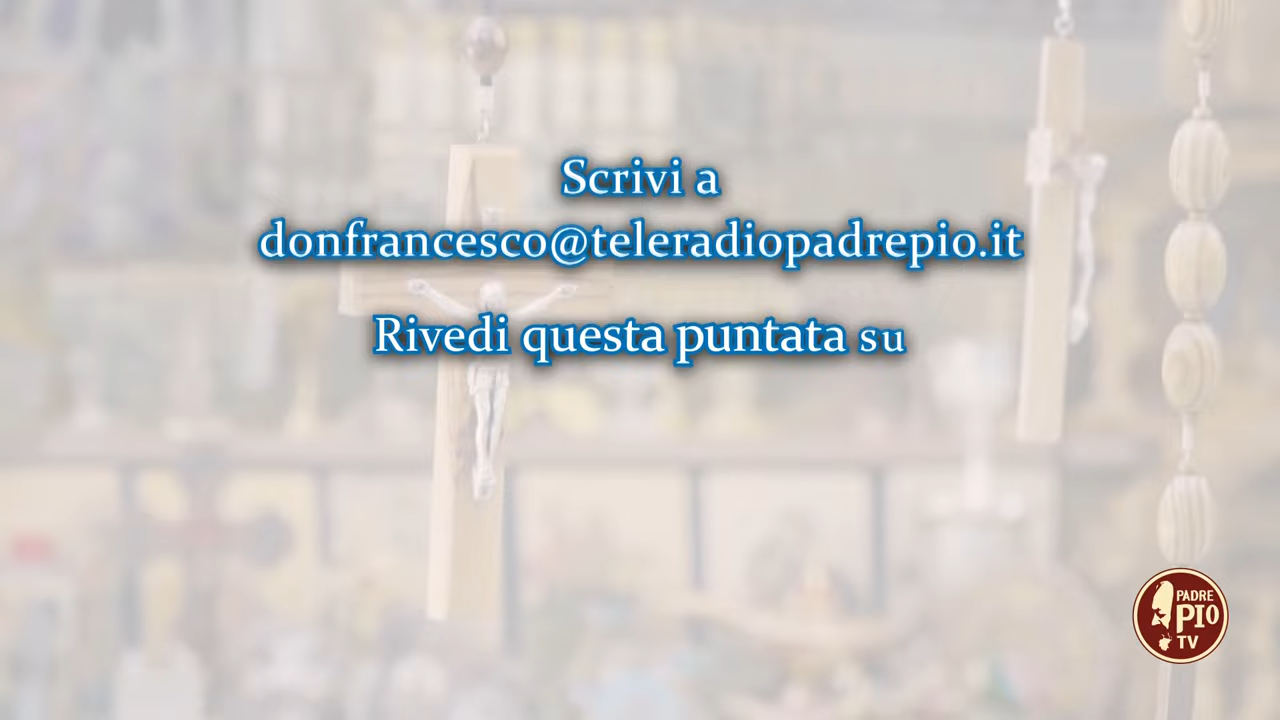 Scrivi a
donfrancesco@teleradiopadrepio.it
Rivedi questa puntata su
PADRE
PIO
TV